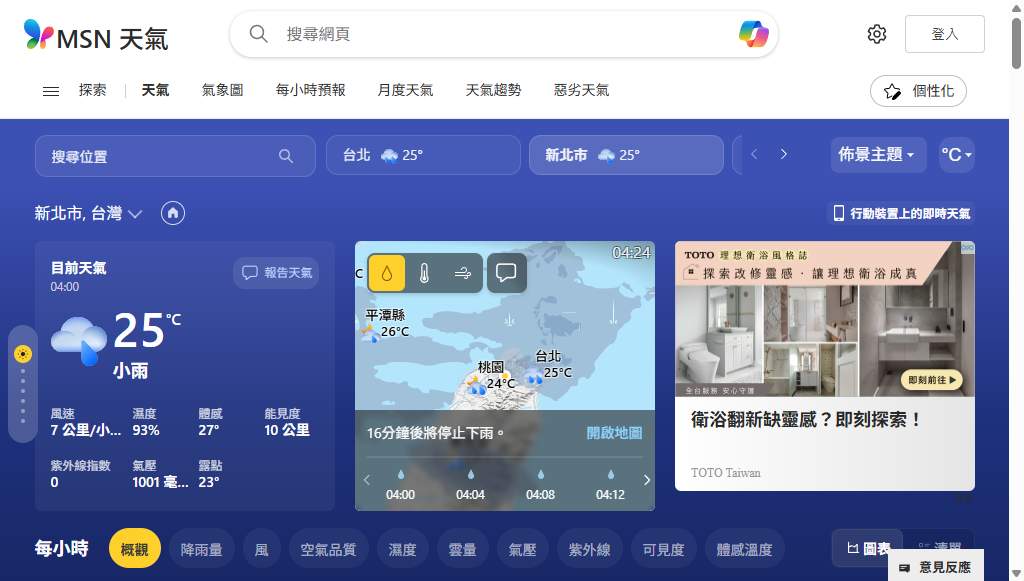 MSN 天氣
搜尋網頁
登入
探索
天氣
氣象圖
每小時預報
月度天氣
天氣趨勢
惡劣天氣
個性化
搜尋位置
台北 25°
新北市 25°
佈景主題
°C
新北市, 台灣
行動裝置上的即時天氣
目前天氣
04:00
報告天氣
25°C
小雨
風速
7 公里/小...
濕度
93%
體感
27°
能見度
10 公里
紫外線指數
0
氣壓
1001 毫...
露點
23°
04:24
C
平潭縣
26°C
台北
25°C
桃園
24°C
16分鐘後將停止下雨。
開啟地圖
04:00
04:04
04:08
04:12
TOTO 理想衛浴風格誌
探索改修靈感．讓理想衛浴成真
全台服務 安心守護
即刻前往
衛浴翻新缺靈感？即刻探索！
TOTO Taiwan
每小時
概觀
降雨量
風
空氣品質
濕度
雲量
氣壓
紫外線
可見度
體感溫度
圖表
清單
意見反應